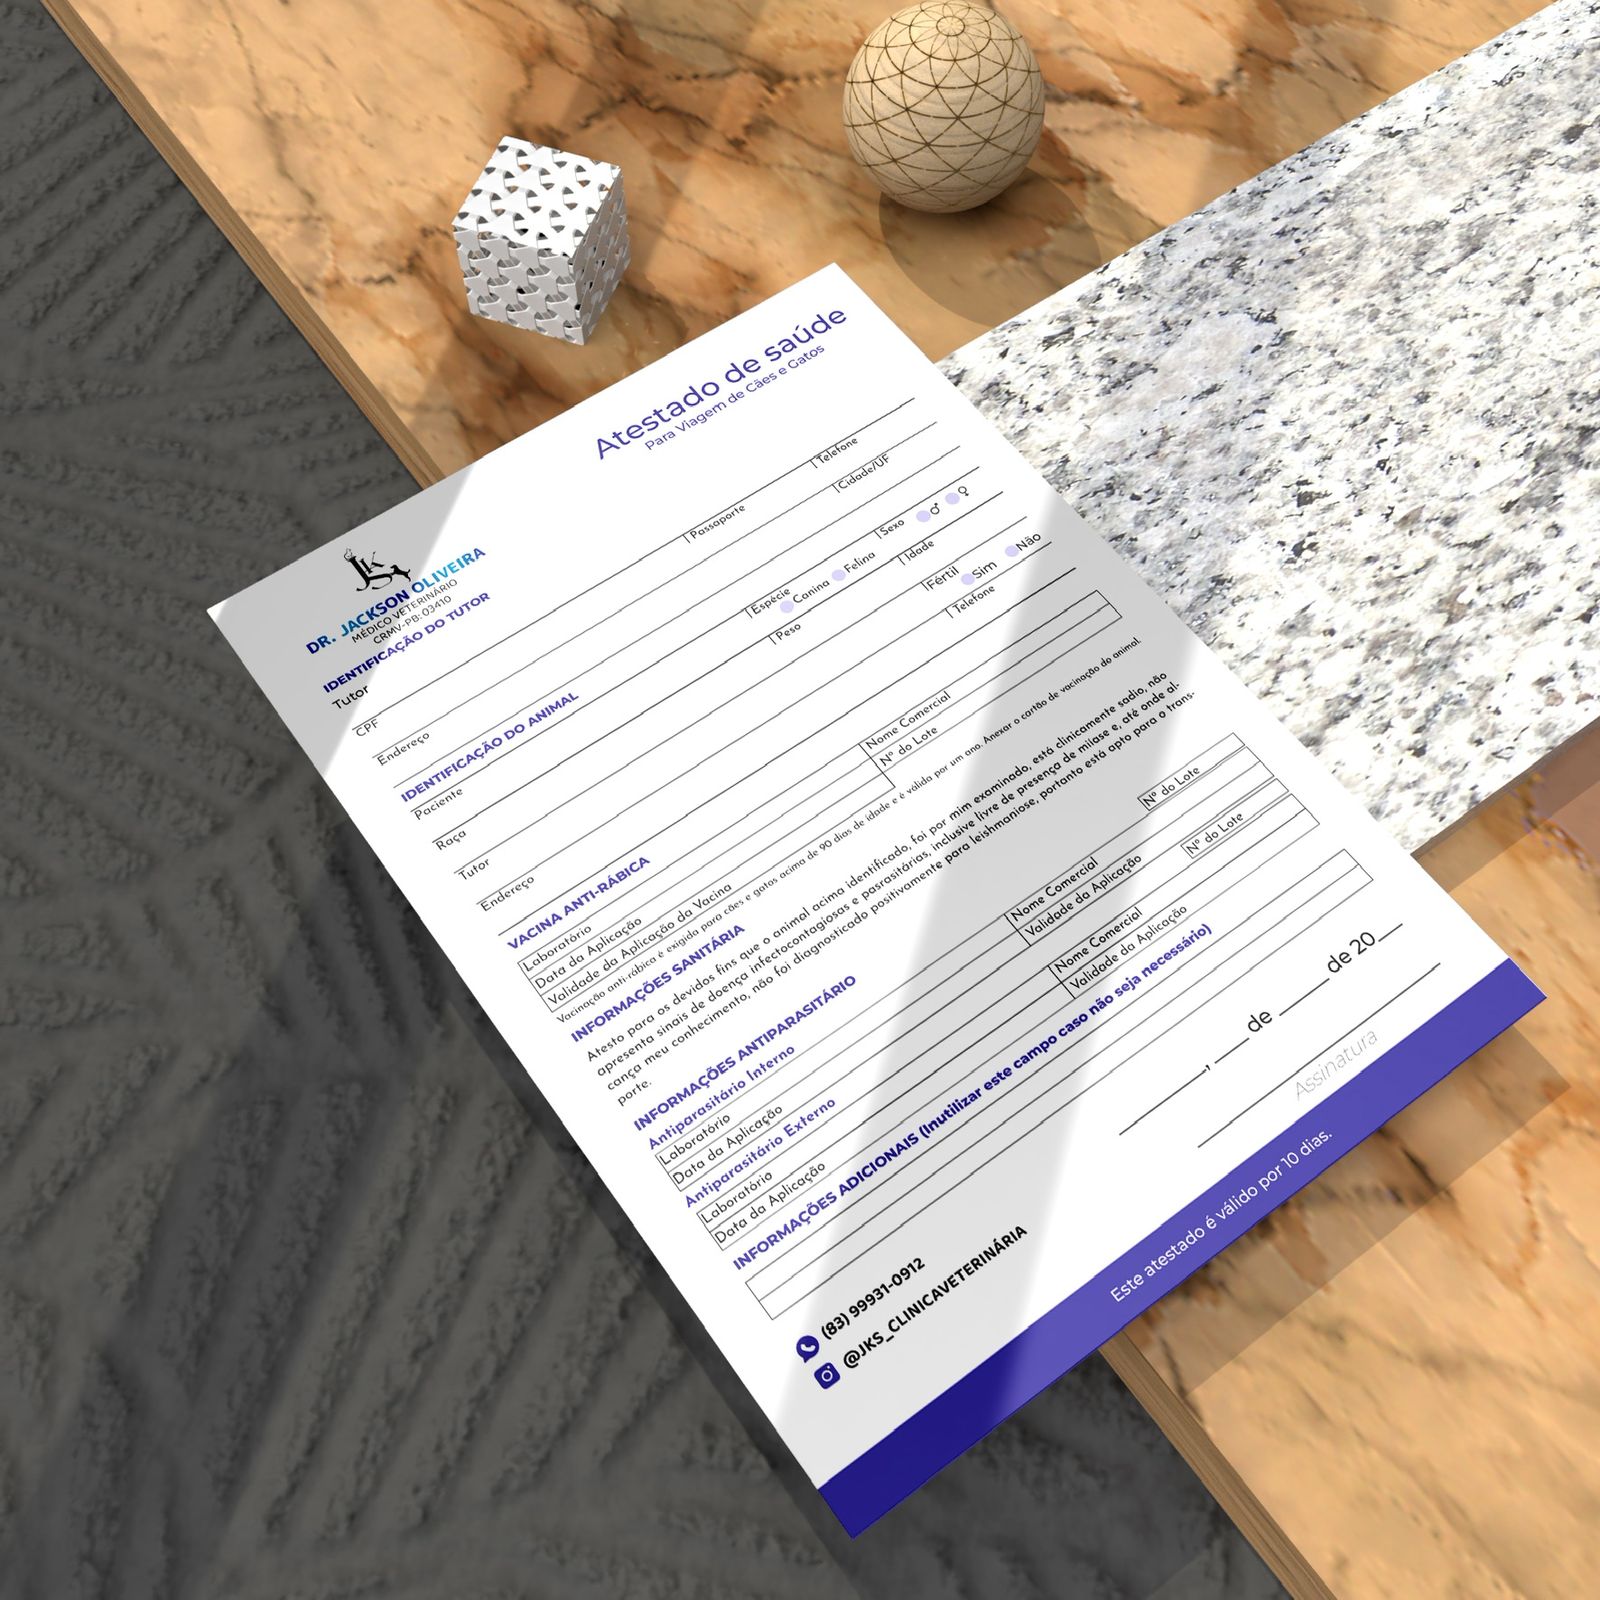 JK
DR. JACKSON OLIVEIRA
MÉDICO VETERINÁRIO
CRMV-PB: 03410
Atestado de saúde
Para Viagem de Cães e Gatos
IDENTIFICAÇÃO DO TUTOR
Tutor
CPF |Passaporte |Telefone
Endereço |Cidade/UF
IDENTIFICAÇÃO DO ANIMAL
Paciente |Espécie Canina Felina |Sexo ♂ ♀
Raça |Peso |Idade
Tutor |Fértil Sim Não
Endereço |Telefone
VACINA ANTI-RÁBICA
Laboratório Nome Comercial
Data da Aplicação Nº do Lote
Validade da Aplicação da Vacina
Vacinação anti-rábica é exigida para cães e gatos acima de 90 dias de idade e é válida por um ano. Anexar o cartão de vacinação do animal.
INFORMAÇÕES SANITÁRIA
Atesto para os devidos fins que o animal acima identificado, foi por mim examinado, está clinicamente sadio, não
apresenta sinais de doença infectocontagiosas e pasrasitárias, inclusive livre de presença de miiase e, até onde al-
cança meu conhecimento, não foi diagnosticado positivamente para leishmaniose, portanto está apto para o trans-
porte.
INFORMAÇÕES ANTIPARASITÁRIO
Antiparasitário Interno
Laboratório Nome Comercial Nº do Lote
Data da Aplicação Validade da Aplicação
Antiparasitário Externo
Laboratório Nome Comercial Nº do Lote
Data da Aplicação Validade da Aplicação
INFORMAÇÕES ADICIONAIS (Inutilizar este campo caso não seja necessário)
________, ___ de _____ de 20__
Assinatura
(83) 99931-0912
@JKS_CLINICAVETERINÁRIA
Este atestado é válido por 10 dias.